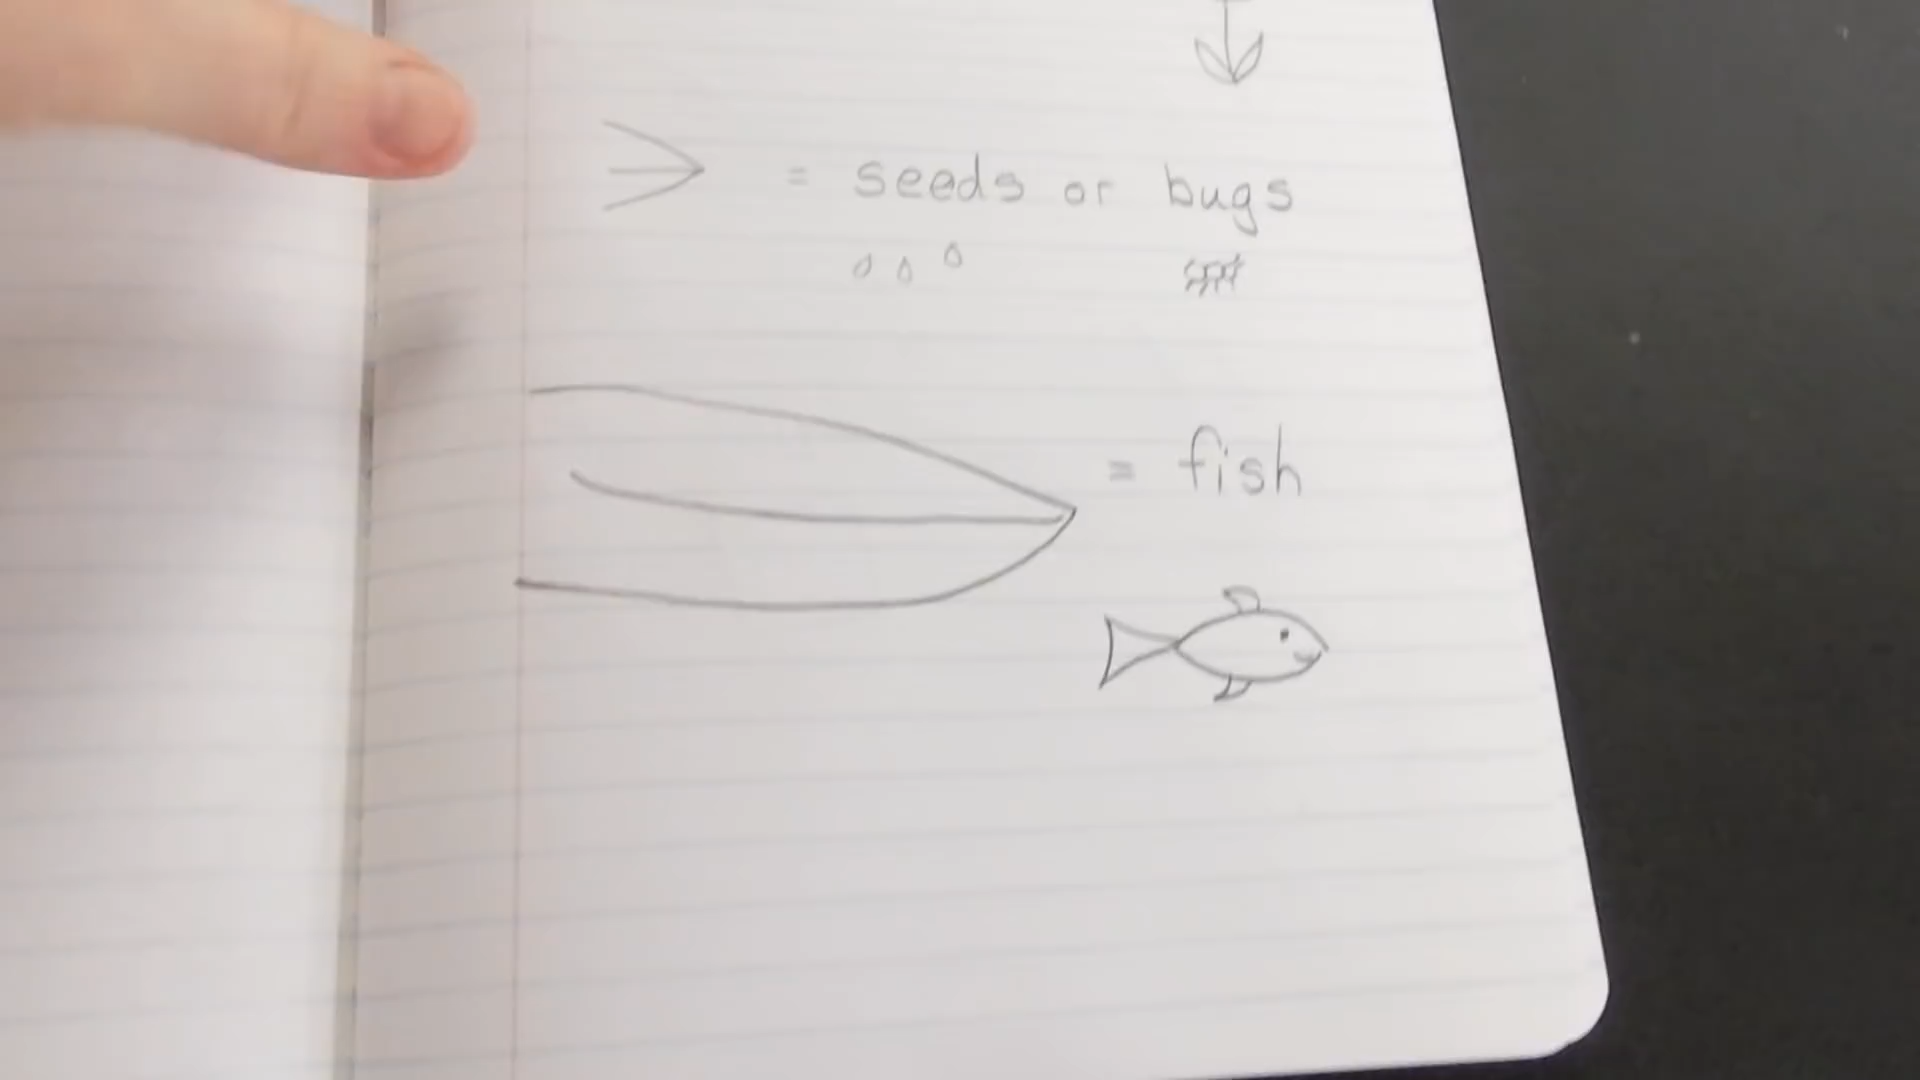 = seeds or bugs
= fish